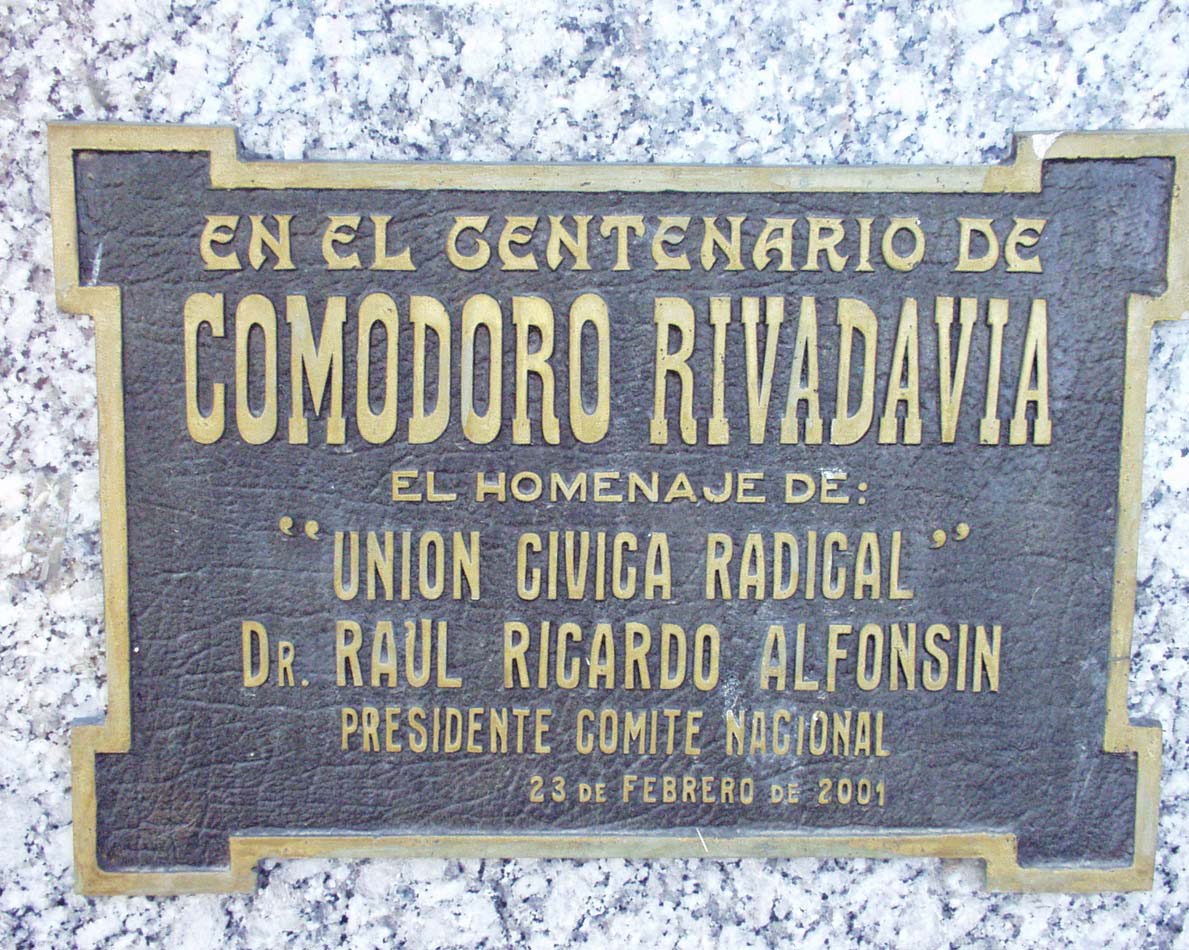 EN EL CENTENARIO DE
COMODORO RIVADAVIA
EL HOMENAJE DE:
"UNION CIVICA RADICAL"
DR. RAÚL RICARDO ALFONSIN
PRESIDENTE COMITE NACIONAL
23 DE FEBRERO DE 2001